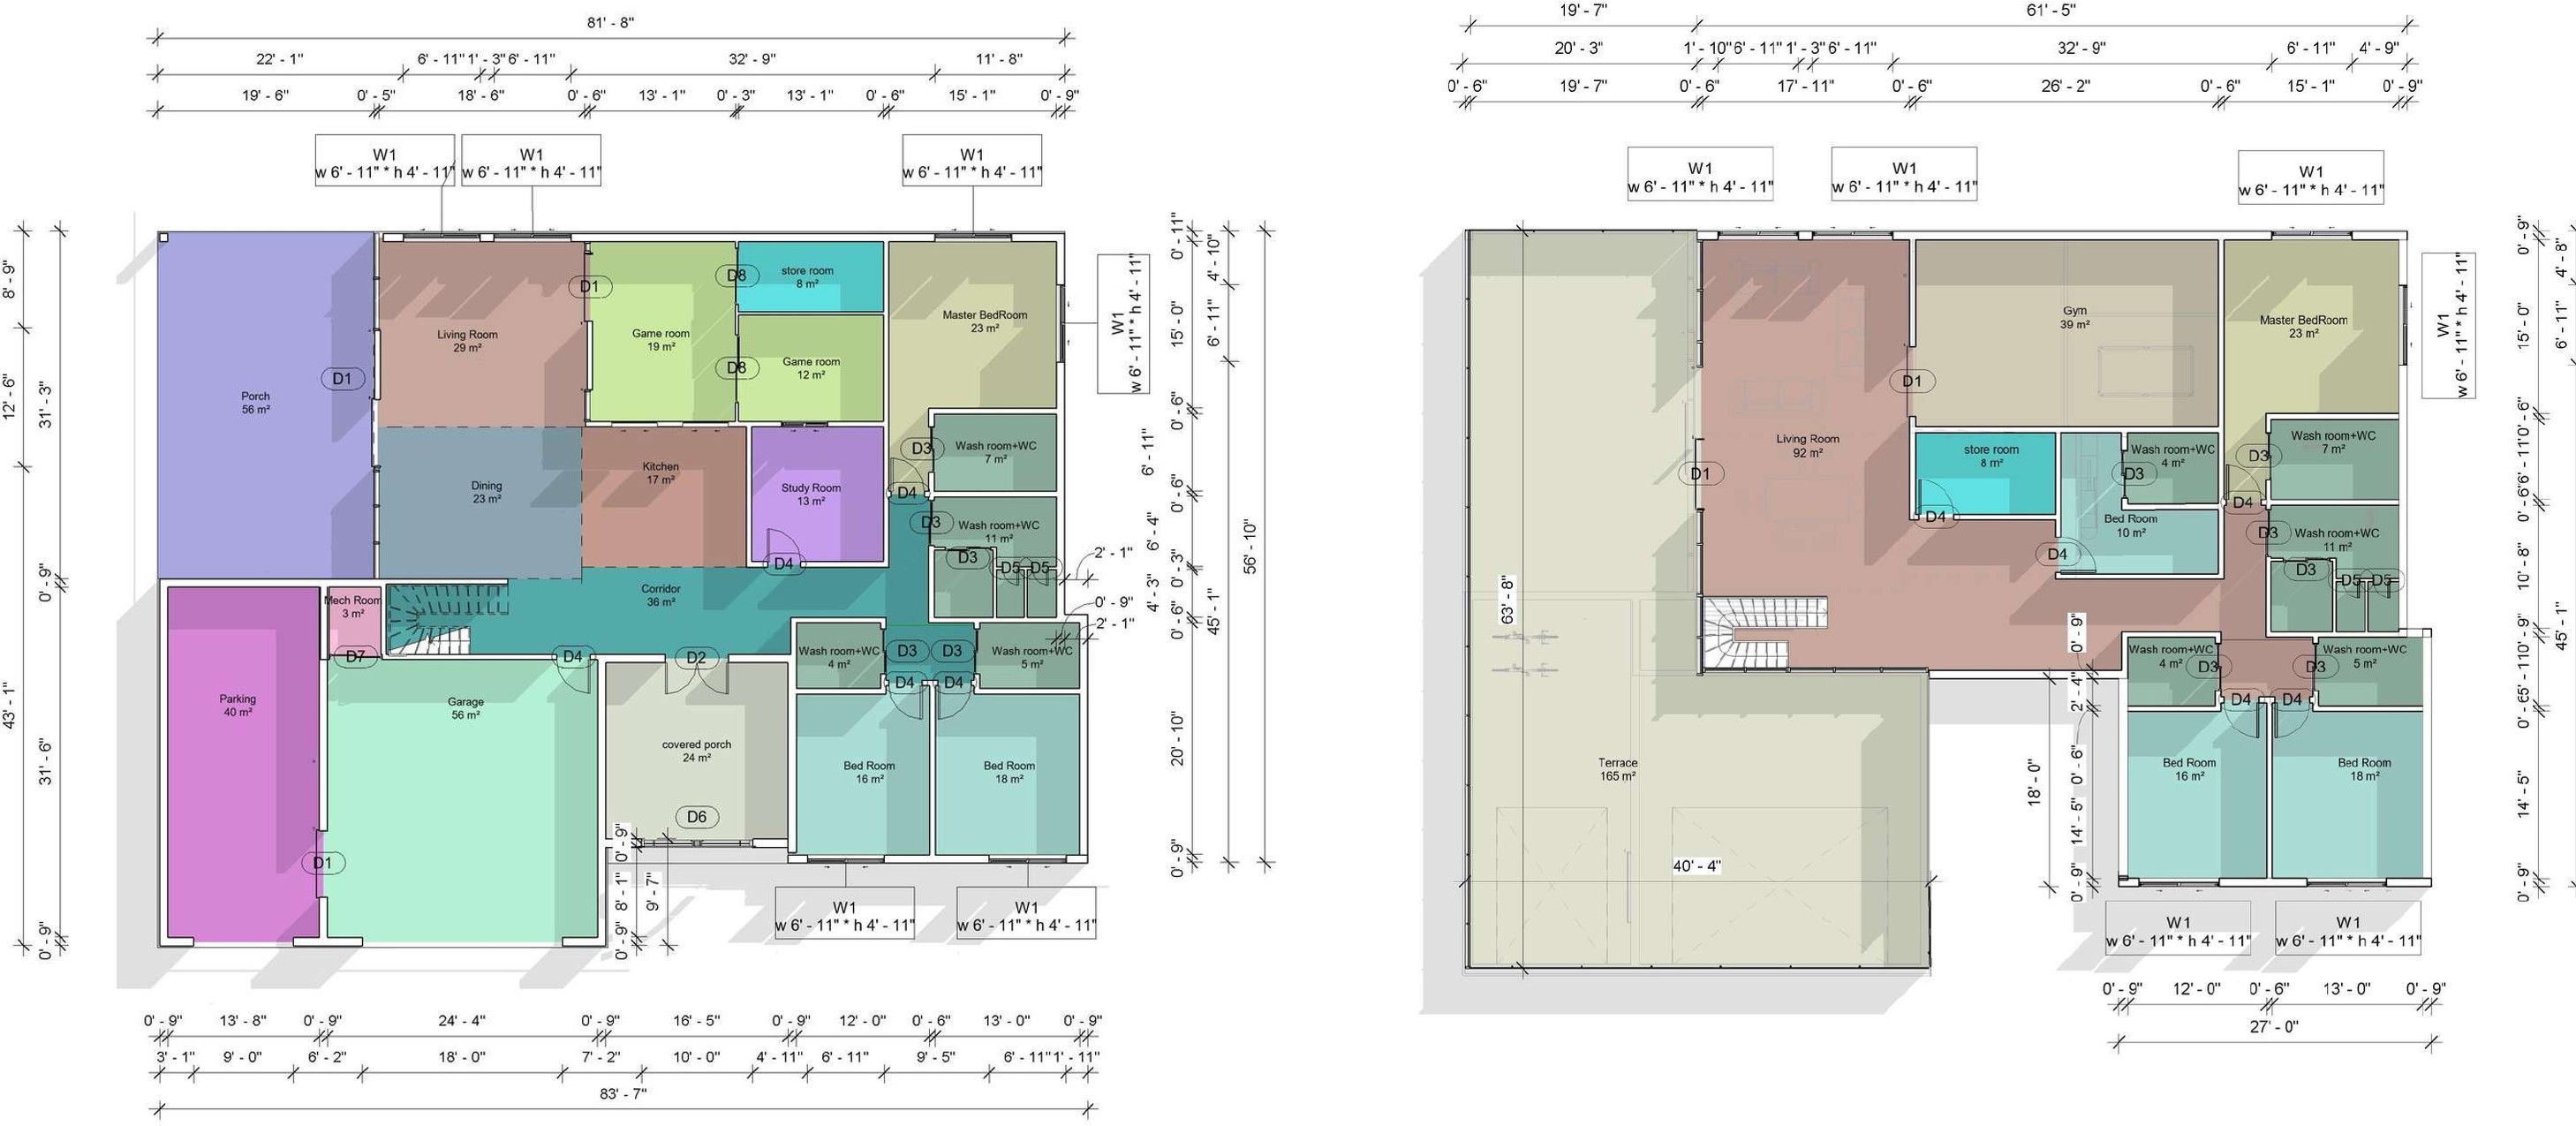 81' - 8"
22' - 1" 6' - 11" 1' - 3" 6' - 11" 32' - 9" 11' - 8"
19' - 6" 0' - 5" 18' - 6" 0' - 6" 13' - 1" 0' - 3" 13' - 1" 0' - 6" 15' - 1" 0' - 9"
W1
w 6' - 11" * h 4' - 11"
W1
w 6' - 11" * h 4' - 11"
W1
w 6' - 11" * h 4' - 11"
W1
w 6' - 11" * h 4' - 11"
8' - 9"
12' - 6"
43' - 1"
31' - 3"
0' - 9"
31' - 6"
0' - 9"
Porch
56 m²
D1
Living Room
29 m²
D1
Game room
19 m²
D8
store room
8 m²
D8
Game room
12 m²
Master BedRoom
23 m²
Dining
23 m²
Kitchen
17 m²
Study Room
13 m²
D4
D3
Wash room+WC
7 m²
D4
D3
Wash room+WC
11 m²
D3
D5
D5
Corridor
36 m²
Mech Room
3 m²
D7
D4
D2
Wash room+WC
4 m²
D3
D3
Wash room+WC
5 m²
D4
D4
Parking
40 m²
Garage
56 m²
D1
covered porch
24 m²
D6
Bed Room
16 m²
Bed Room
18 m²
0' - 9"
8' - 1"
0' - 9"
9' - 7"
W1
w 6' - 11" * h 4' - 11"
W1
w 6' - 11" * h 4' - 11"
0' - 11"
15' - 0"
0' - 6"
6' - 11"
0' - 6"
6' - 4"
0' - 3"
4' - 3"
0' - 6"
20' - 10"
0' - 9"
4' - 10"
6' - 11"
45' - 1"
56' - 10"
2' - 1"
0' - 9"
2' - 1"
0' - 9" 13' - 8" 0' - 9" 24' - 4" 0' - 9" 16' - 5" 0' - 9" 12' - 0" 0' - 6" 13' - 0" 0' - 9"
3' - 1" 9' - 0" 6' - 2" 18' - 0" 7' - 2" 10' - 0" 4' - 11" 6' - 11" 9' - 5" 6' - 11" 1' - 11"
83' - 7"
19' - 7" 61' - 5"
20' - 3" 1' - 10" 6' - 11" 1' - 3" 6' - 11" 32' - 9" 6' - 11" 4' - 9"
0' - 6" 19' - 7" 0' - 6" 17' - 11" 0' - 6" 26' - 2" 0' - 6" 15' - 1" 0' - 9"
W1
w 6' - 11" * h 4' - 11"
W1
w 6' - 11" * h 4' - 11"
W1
w 6' - 11" * h 4' - 11"
W1
w 6' - 11" * h 4' - 11"
Gym
39 m²
Master BedRoom
23 m²
D1
Living Room
92 m²
D1
store room
8 m²
D4
Wash room+WC
4 m²
D3
Bed Room
10 m²
D4
Wash room+WC
7 m²
D3
D4
D3
Wash room+WC
11 m²
D3
D5
D5
Wash room+WC
4 m²
D3
D3
Wash room+WC
5 m²
D4
D4
Terrace
165 m²
63' - 8"
40' - 4"
Bed Room
16 m²
Bed Room
18 m²
0' - 9"
2' - 4"
0' - 6"
14' - 5"
0' - 9"
18' - 0"
0' - 9"
15' - 0"
10' - 8"
14' - 5"
0' - 9"
4' - 8"
6' - 11"
45' - 1"
W1
w 6' - 11" * h 4' - 11"
W1
w 6' - 11" * h 4' - 11"
0' - 9" 12' - 0" 0' - 6" 13' - 0" 0' - 9"
27' - 0"